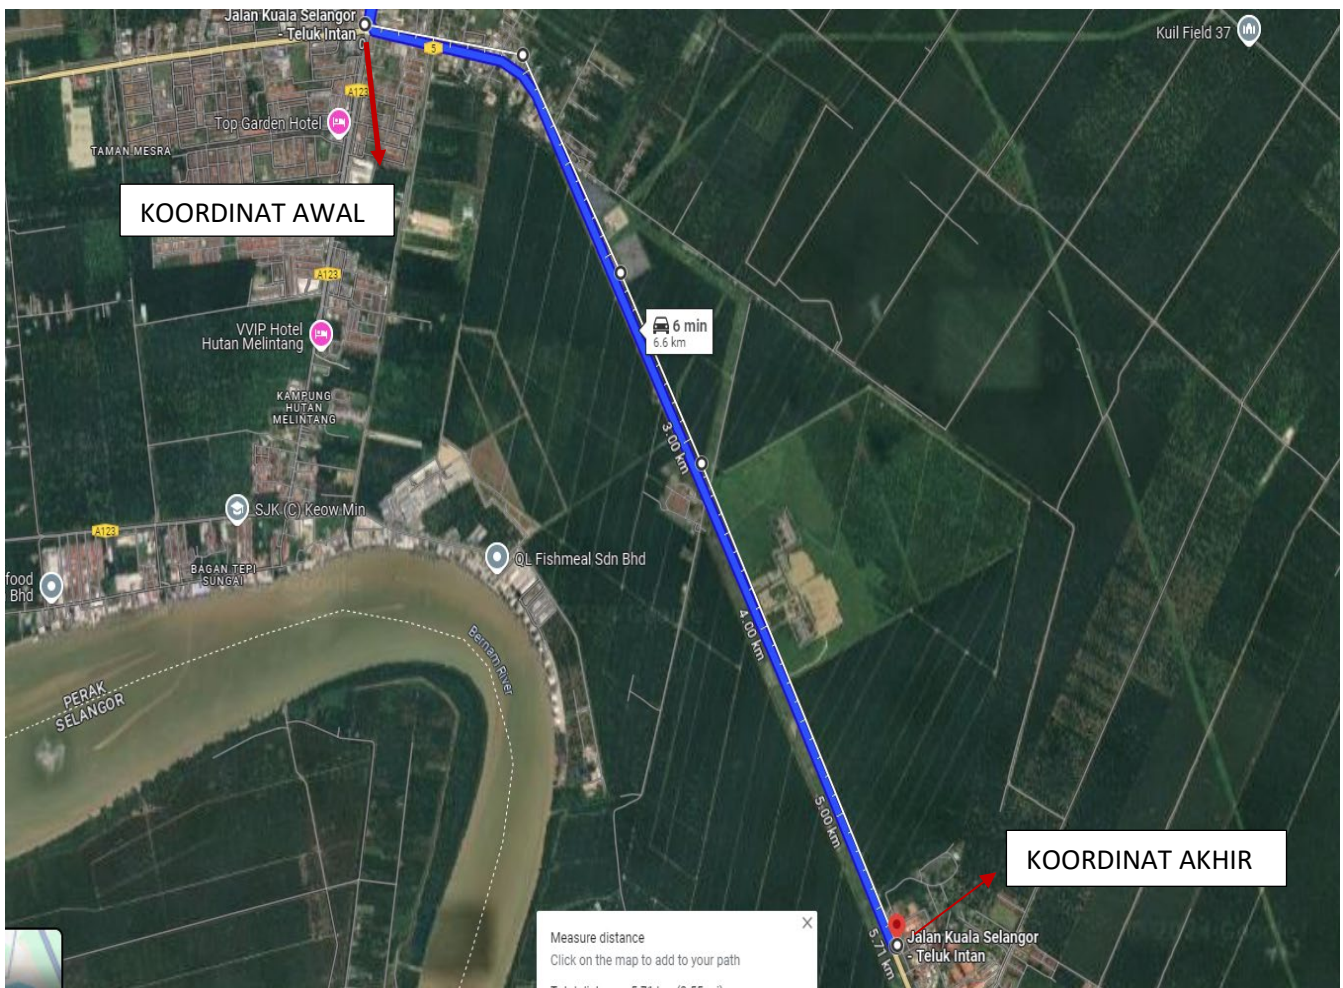 Jalan Kuala Selangor
- Teluk Intan
0
5
Kuil Field 37
A123
Top Garden Hotel
TAMAN MESRA
KOORDINAT AWAL
A123
VVIP Hotel
Hutan Melintang
6 min
6.6 km
KAMPUNG
HUTAN
MELINTANG
3.00 km
SJK (C) Keow Min
A123
QL Fishmeal Sdn Bhd
BAGAN TEPI
SUNGAI
food
Bhd
4.00 km
Bernam River
PERAK
SELANGOR
5.00 km
KOORDINAT AKHIR
5.71 km
Jalan Kuala Selangor
- Teluk Intan
Measure distance
Click on the map to add to your path